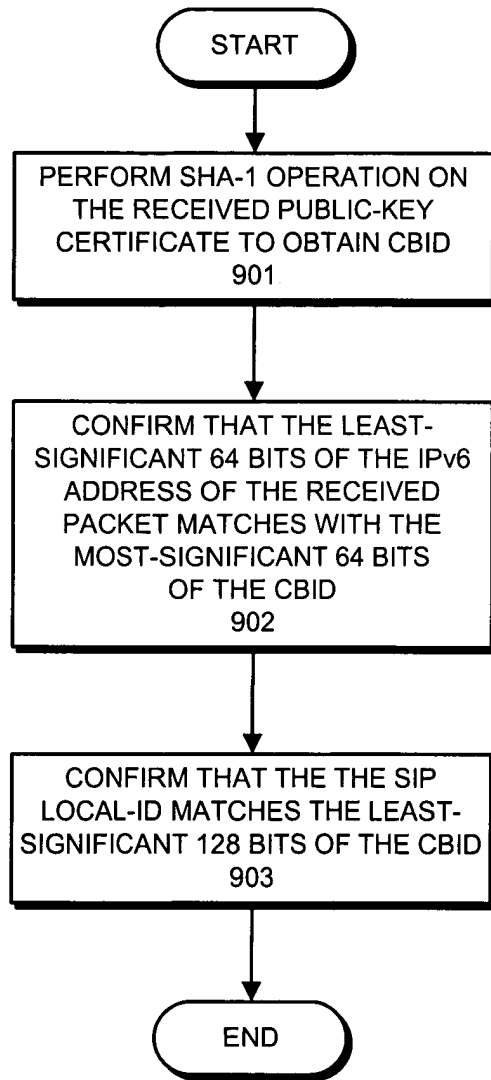 START
PERFORM SHA-1 OPERATION ON
THE RECEIVED PUBLIC-KEY
CERTIFICATE TO OBTAIN CBID
901
CONFIRM THAT THE LEAST-
SIGNIFICANT 64 BITS OF THE IPv6
ADDRESS OF THE RECEIVED
PACKET MATCHES WITH THE
MOST-SIGNIFICANT 64 BITS
OF THE CBID
902
CONFIRM THAT THE THE SIP
LOCAL-ID MATCHES THE LEAST-
SIGNIFICANT 128 BITS OF THE CBID
903
END